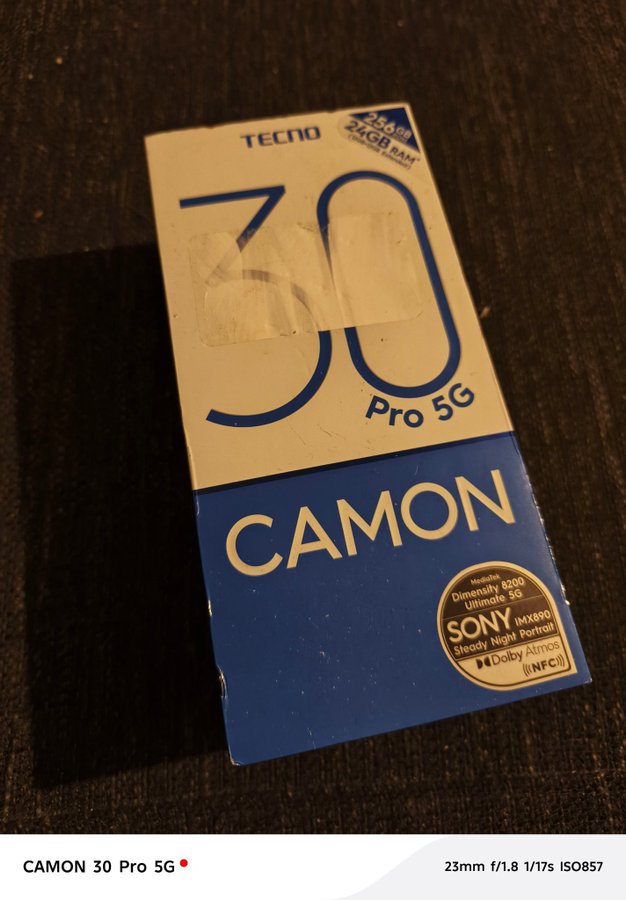 TECNO
256GB
24GB RAM*
30
Pro 5G
CAMON
MediaTek
Dimensity 8200
Ultimate 5G
SONY IMX890
Steady Night Portrait
Dolby Atmos
NFC
CAMON 30 Pro 5G
23mm f/1.8 1/17s ISO857